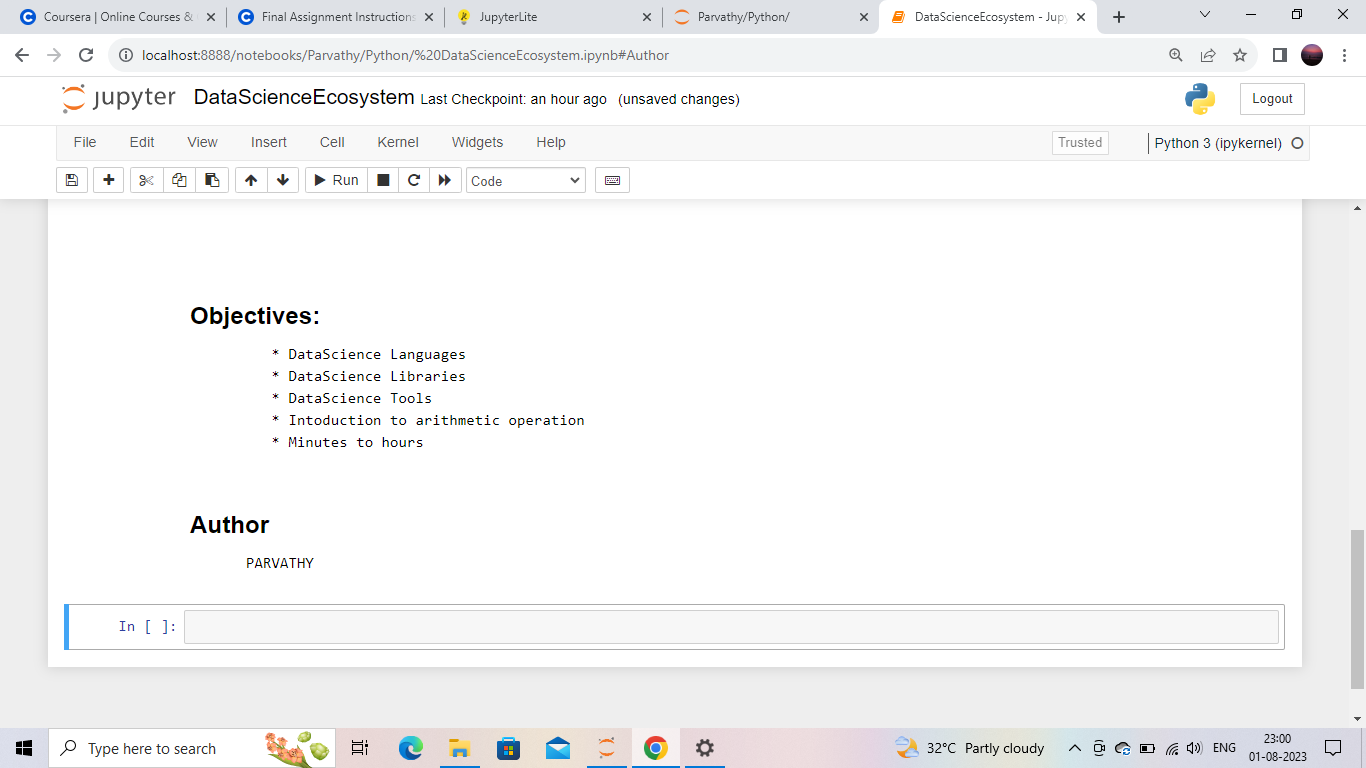 Coursera | Online Courses &
Final Assignment Instructions
JupyterLite
Parvathy/Python/
DataScienceEcosystem - Jupy
localhost:8888/notebooks/Parvathy/Python/%20DataScienceEcosystem.ipynb#Author
jupyter DataScienceEcosystem Last Checkpoint: an hour ago (unsaved changes)
Logout
File Edit View Insert Cell Kernel Widgets Help
Trusted Python 3 (ipykernel)
Run Code
Objectives:
* DataScience Languages
* DataScience Libraries
* DataScience Tools
* Intoduction to arithmetic operation
* Minutes to hours
Author
PARVATHY
In [ ]:
Type here to search
32°C Partly cloudy
ENG
23:00
01-08-2023